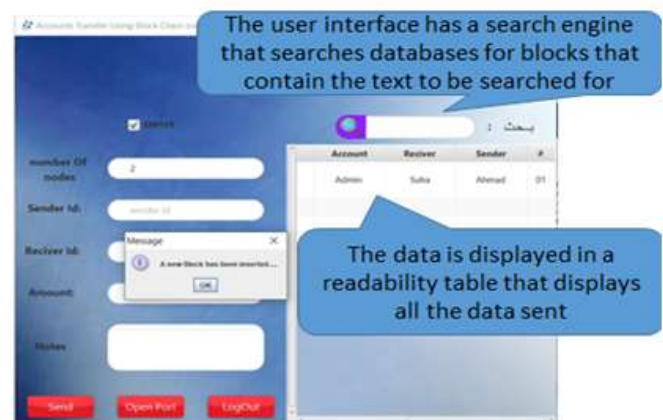 Accounts Transfer Using Block Chain
The user interface has a search engine
that searches databases for blocks that
contain the text to be searched for
بحث :
number Of
nodes
2
Sender Id:
sender id
Reciver Id:
Amount:
Notes
Message
A new block has been inserted...
OK
Account Reciver Sender #
Admin Suha Ahmad 01
The data is displayed in a
readability table that displays
all the data sent
Send
Open Port
LogOut